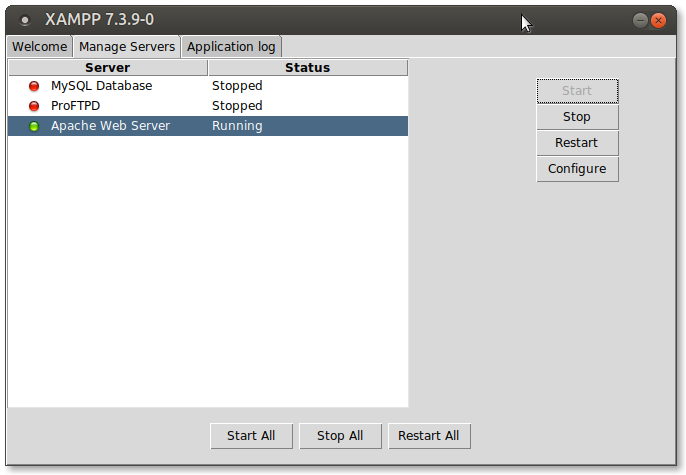 XAMPP 7.3.9-0
Welcome Manage Servers Application log
Server Status
MySQL Database Stopped
ProFTPD Stopped
Apache Web Server Running
Start
Stop
Restart
Configure
Start All Stop All Restart All